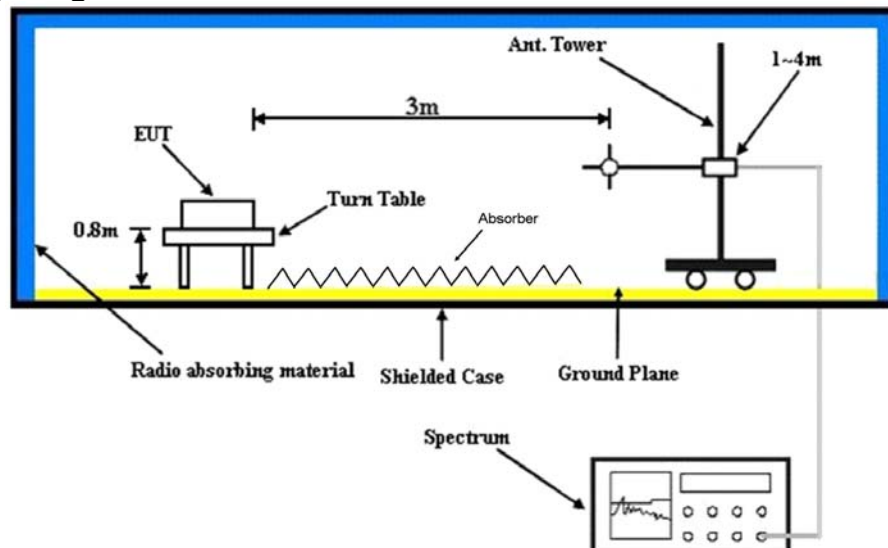 Ant. Tower
1~4m
3m
EUT
Turn Table
0.8m
Absorber
Radio absorbing material
Shielded Case
Ground Plane
Spectrum